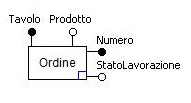 Tavolo Prodotto
Numero
Ordine
StatoLavorazione